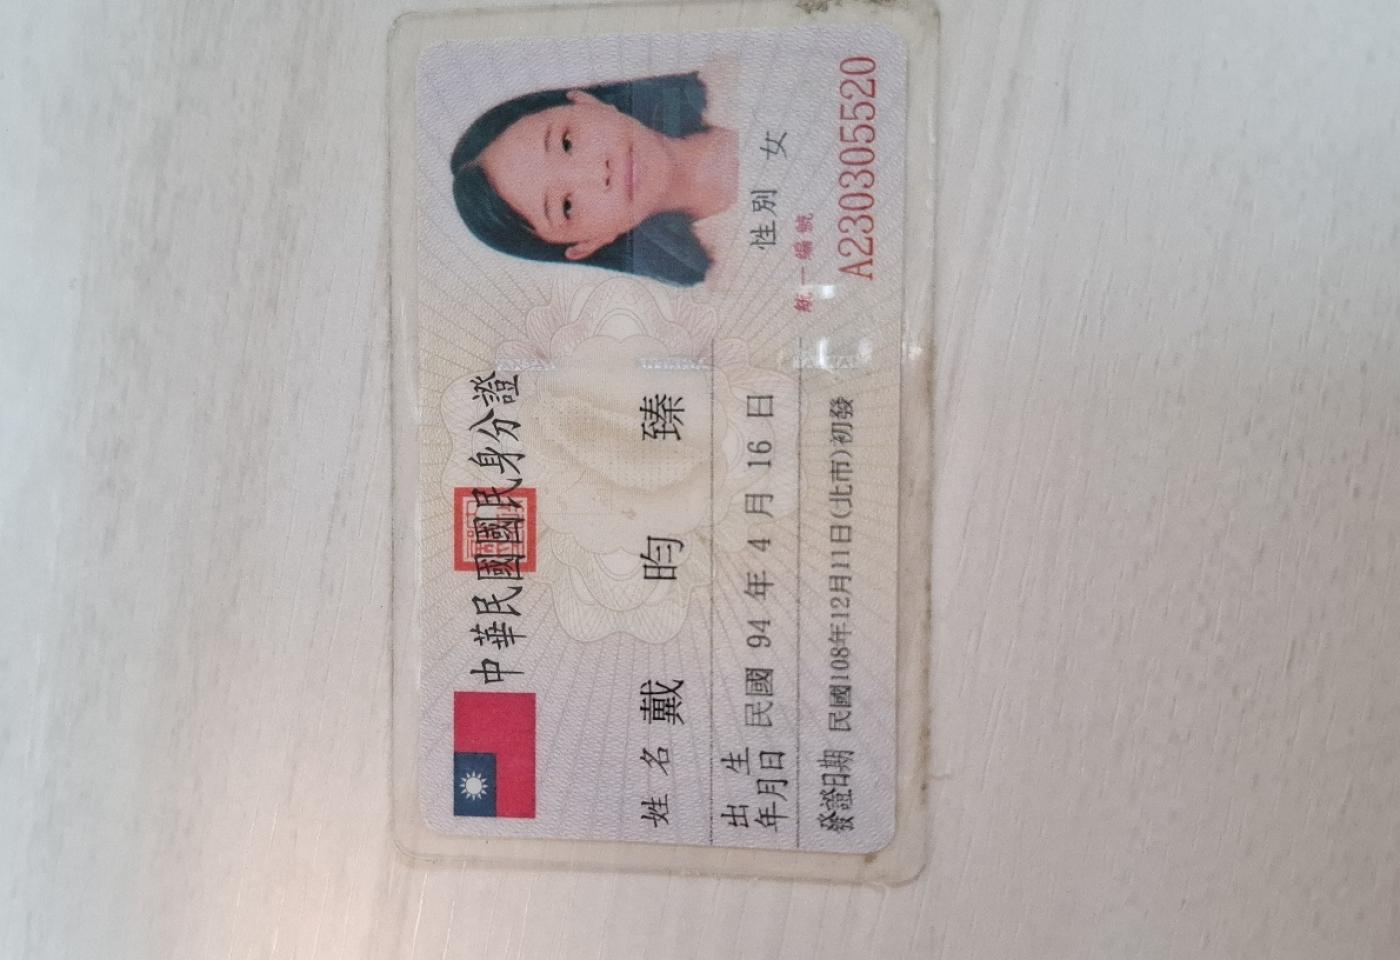 中華民國國民身分證
姓名 戴昀臻
出生年月日 民國 94 年 4 月 16 日
性別 女
發證日期 民國108年12月11日(北市)初發
統一編號
A230305520